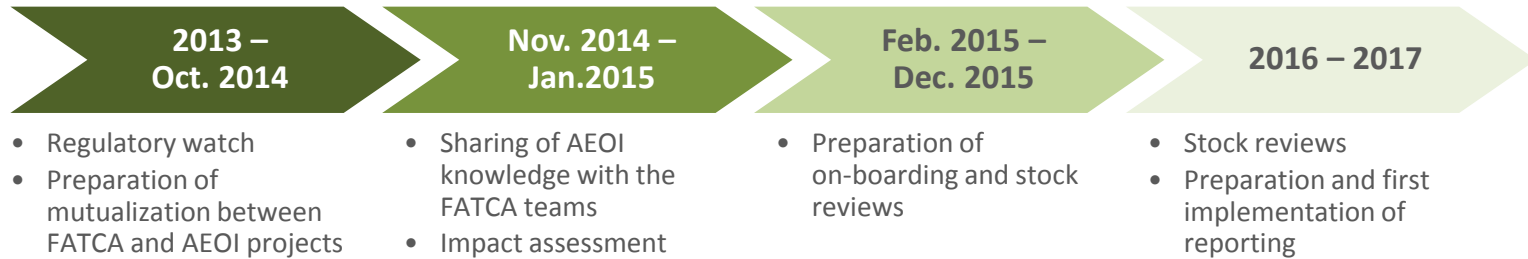 2013 –
Oct. 2014
• Regulatory watch
• Preparation of
mutualization between
FATCA and AEOI projects
Nov. 2014 –
Jan.2015
• Sharing of AEOI
knowledge with the
FATCA teams
• Impact assessment
Feb. 2015 –
Dec. 2015
• Preparation of
on-boarding and stock
reviews
2016 – 2017
• Stock reviews
• Preparation and first
implementation of
reporting